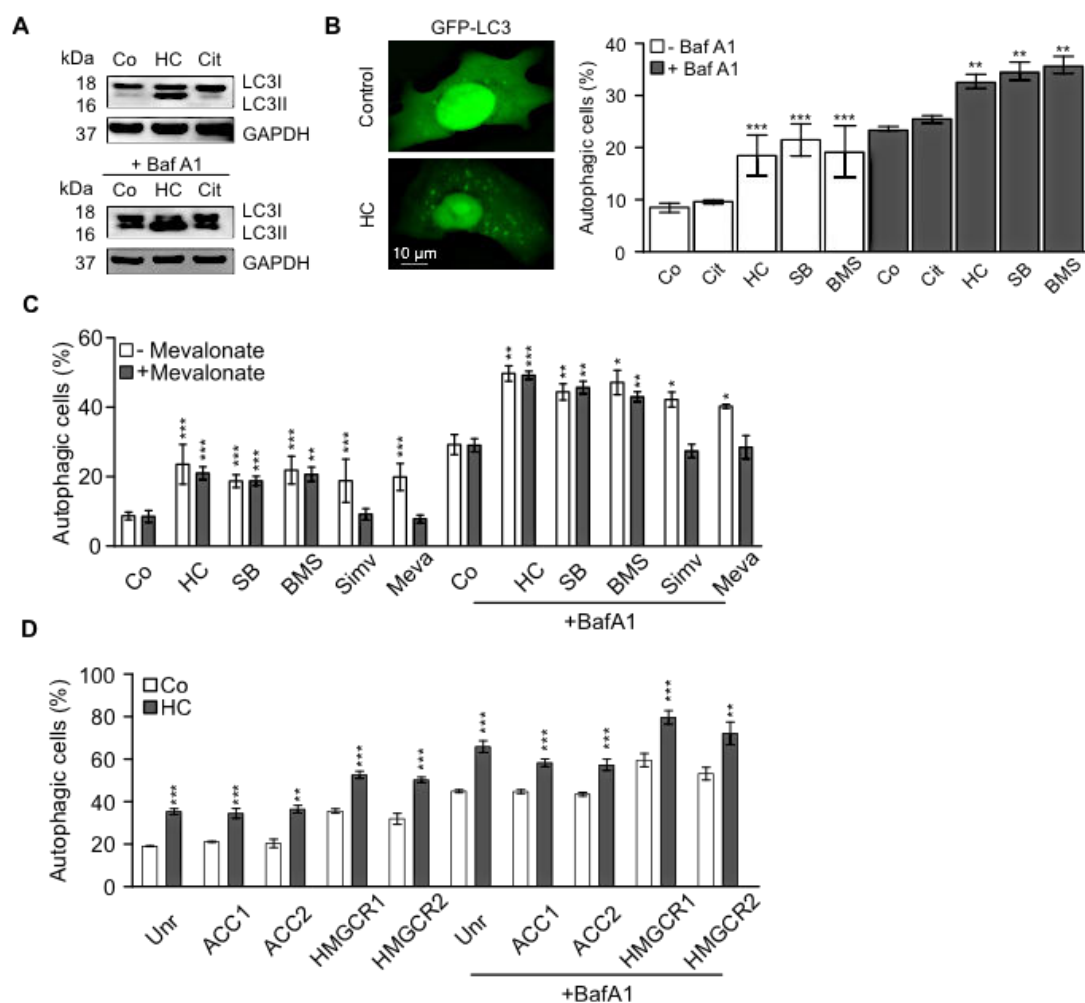 A
kDa Co HC Cit
18 LC3I
16 LC3II
37 GAPDH
+ Baf A1
kDa Co HC Cit
18 LC3I
16 LC3II
37 GAPDH
B
GFP-LC3
Control
HC
10 µm
Autophagic cells (%)
40
30
20
10
0
- Baf A1
+ Baf A1
*** *** *** ** ** **
Co Cit HC SB BMS Co Cit HC SB BMS
C
Autophagic cells (%)
60
40
20
0
- Mevalonate
+Mevalonate
*** *** *** *** *** ** *** *** ** *** ** ** * ** * *
Co HC SB BMS Simv Meva Co HC SB BMS Simv Meva
+BafA1
D
Autophagic cells (%)
100
80
60
40
20
0
Co
HC
*** *** ** *** *** *** *** *** *** **
Unr ACC1 ACC2 HMGCR1 HMGCR2 Unr ACC1 ACC2 HMGCR1 HMGCR2
+BafA1